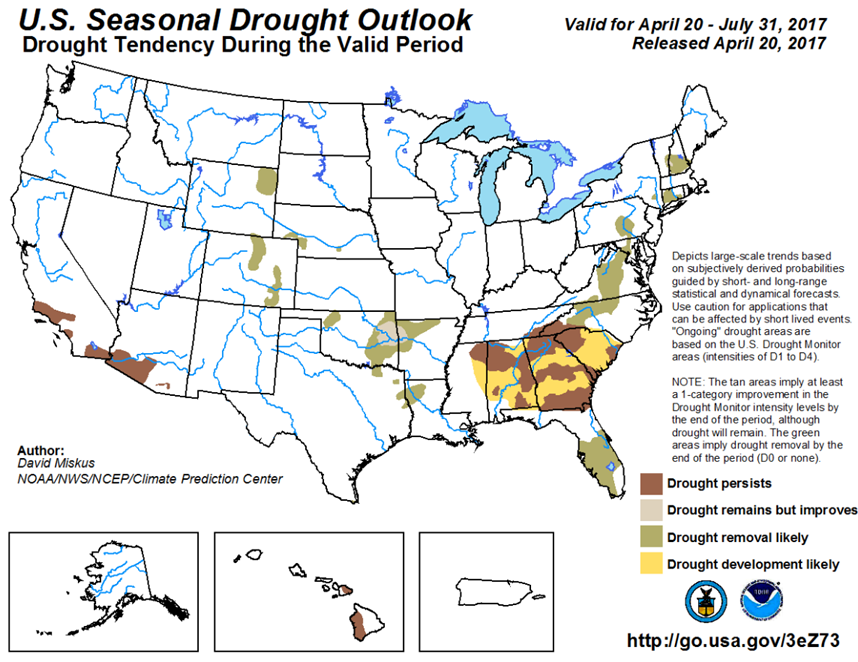 U.S. Seasonal Drought Outlook
Drought Tendency During the Valid Period
Valid for April 20 - July 31, 2017
Released April 20, 2017
Depicts large-scale trends based
on subjectively derived probabilities
guided by short- and long-range
statistical and dynamical forecasts.
Use caution for applications that
can be affected by short lived events.
"Ongoing" drought areas are
based on the U.S. Drought Monitor
areas (intensities of D1 to D4).
NOTE: The tan areas imply at least
a 1-category improvement in the
Drought Monitor intensity levels by
the end of the period, although
drought will remain. The green
areas imply drought removal by the
end of the period (D0 or none).
Author:
David Miskus
NOAA/NWS/NCEP/Climate Prediction Center
Drought persists
Drought remains but improves
Drought removal likely
Drought development likely
http://go.usa.gov/3eZ73